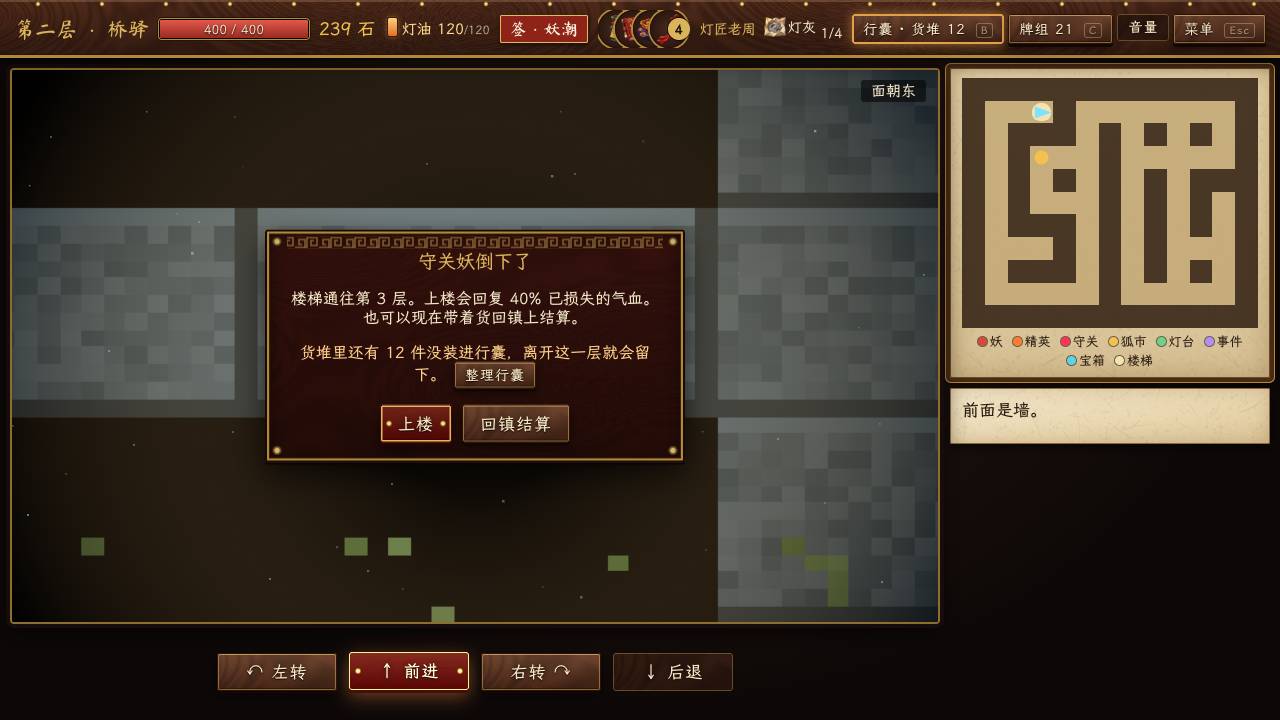 第二层 · 桥驿
400 / 400
239 石
灯油 120/120
签 · 妖潮
4
灯匠老周
灯灰 1/4
行囊 · 货堆 12 B
牌组 21 C
音量
菜单 Esc
面朝东
守关妖倒下了
楼梯通往第 3 层。上楼会回复 40% 已损失的气血。
也可以现在带着货回镇上结算。
货堆里还有 12 件没装进行囊，离开这一层就会留
下。 整理行囊
上楼
回镇结算
妖 精英 守关 狐市 灯台 事件
宝箱 楼梯
前面是墙。
↶ 左转
↑ 前进
右转 ↷
↓ 后退